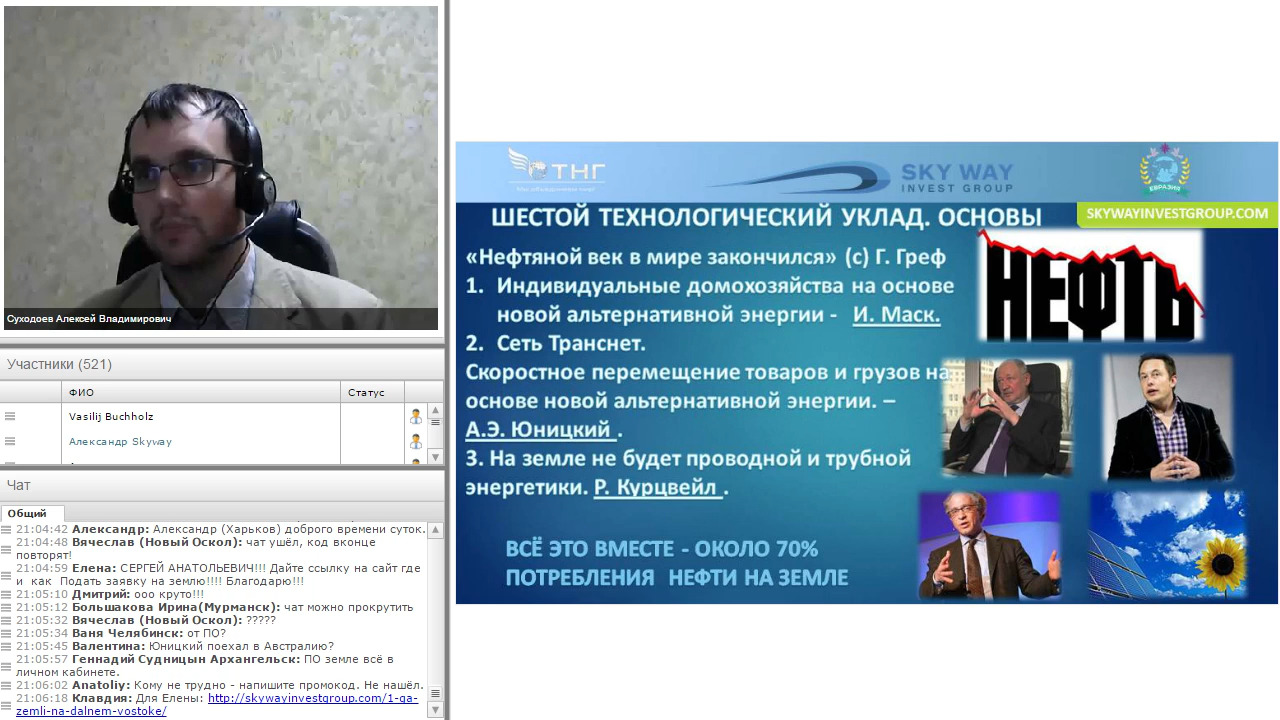 Суходоев Алексей Владимирович
Участники (521)
ФИО Статус
Vasilij Buchholz
Александр Skyway
Чат
Общий
21:04:42 Александр: Александр (Харьков) доброго времени суток.
21:04:48 Вячеслав (Новый Оскол): чат ушёл, код вконце
повторят!
21:04:59 Елена: СЕРГЕЙ АНАТОЛЬЕВИЧ!!! Дайте ссылку на сайт где
и как Подать заявку на землю!!!! Благодарю!!!
21:05:10 Дмитрий: ооо круто!!!
21:05:12 Большакова Ирина(Мурманск): чат можно прокрутить
21:05:32 Вячеслав (Новый Оскол): ?????
21:05:34 Ваня Челябинск: от ПО?
21:05:45 Валентина: Юницкий поехал в Австралию?
21:05:57 Геннадий Судницын Архангельск: ПО земле всё в
личном кабинете.
21:06:02 Anatoliy: Кому не трудно - напишите промокод. Не нашёл.
21:06:18 Клавдия: Для Елены: http://skywayinvestgroup.com/1-ga-
zemli-na-dalnem-vostoke/
ТНГ
SKY WAY
INVEST GROUP
ЕВРАЗИЯ
SKYWAYINVESTGROUP.COM
ШЕСТОЙ ТЕХНОЛОГИЧЕСКИЙ УКЛАД. ОСНОВЫ
«Нефтяной век в мире закончился» (с) Г. Греф
1. Индивидуальные домохозяйства на основе
новой альтернативной энергии - И. Маск.
2. Сеть Транснет.
Скоростное перемещение товаров и грузов на
основе новой альтернативной энергии. –
А.Э. Юницкий .
3. На земле не будет проводной и трубной
энергетики. Р. Курцвейл .
ВСЁ ЭТО ВМЕСТЕ - ОКОЛО 70%
ПОТРЕБЛЕНИЯ НЕФТИ НА ЗЕМЛЕ
НЕФТЬ